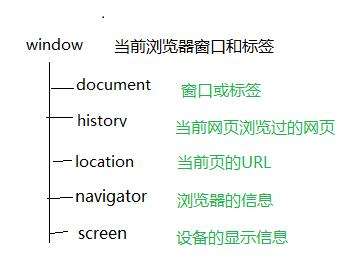 window 当前浏览器窗口和标签
document 窗口或标签
history 当前网页浏览过的网页
location 当前页的URL
navigator 浏览器的信息
screen 设备的显示信息